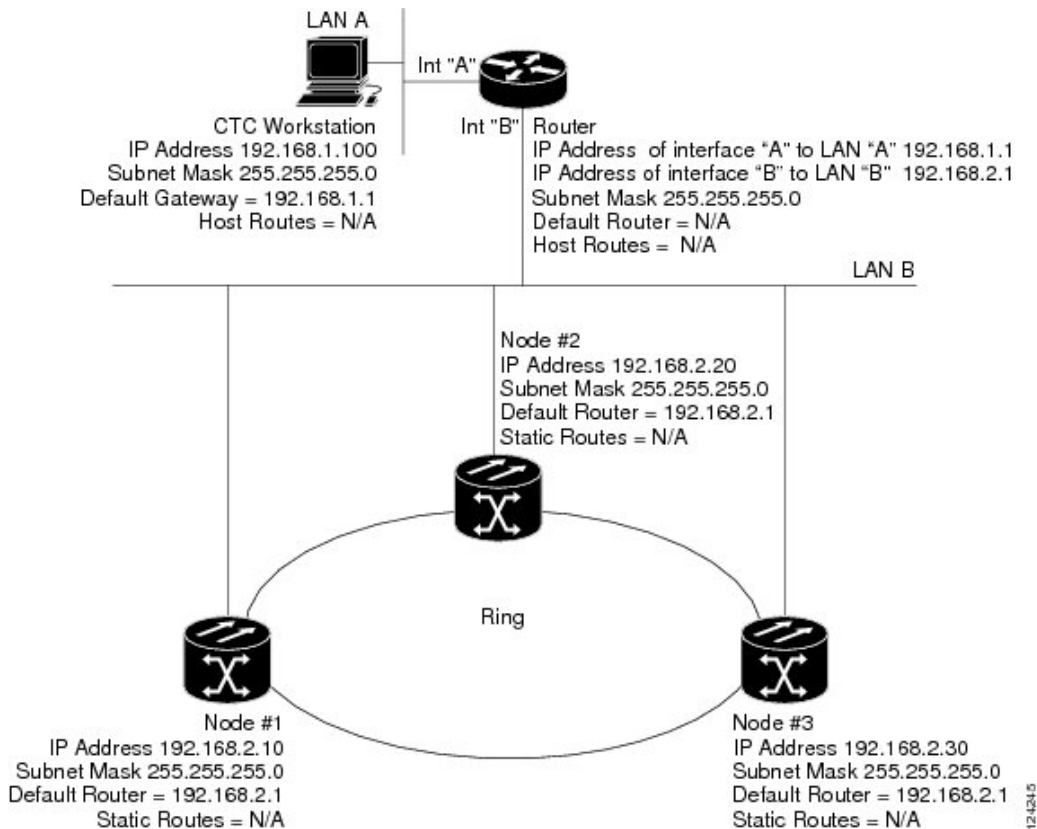 LAN A
Int "A"
CTC Workstation
IP Address 192.168.1.100
Subnet Mask 255.255.255.0
Default Gateway = 192.168.1.1
Host Routes = N/A
Int "B"
Router
IP Address of interface “A” to LAN “A” 192.168.1.1
IP Address of interface “B” to LAN “B” 192.168.2.1
Subnet Mask 255.255.255.0
Default Router = N/A
Host Routes = N/A
LAN B
Node #2
IP Address 192.168.2.20
Subnet Mask 255.255.255.0
Default Router = 192.168.2.1
Static Routes = N/A
Ring
Node #1
IP Address 192.168.2.10
Subnet Mask 255.255.255.0
Default Router = 192.168.2.1
Static Routes = N/A
Node #3
IP Address 192.168.2.30
Subnet Mask 255.255.255.0
Default Router = 192.168.2.1
Static Routes = N/A
124245